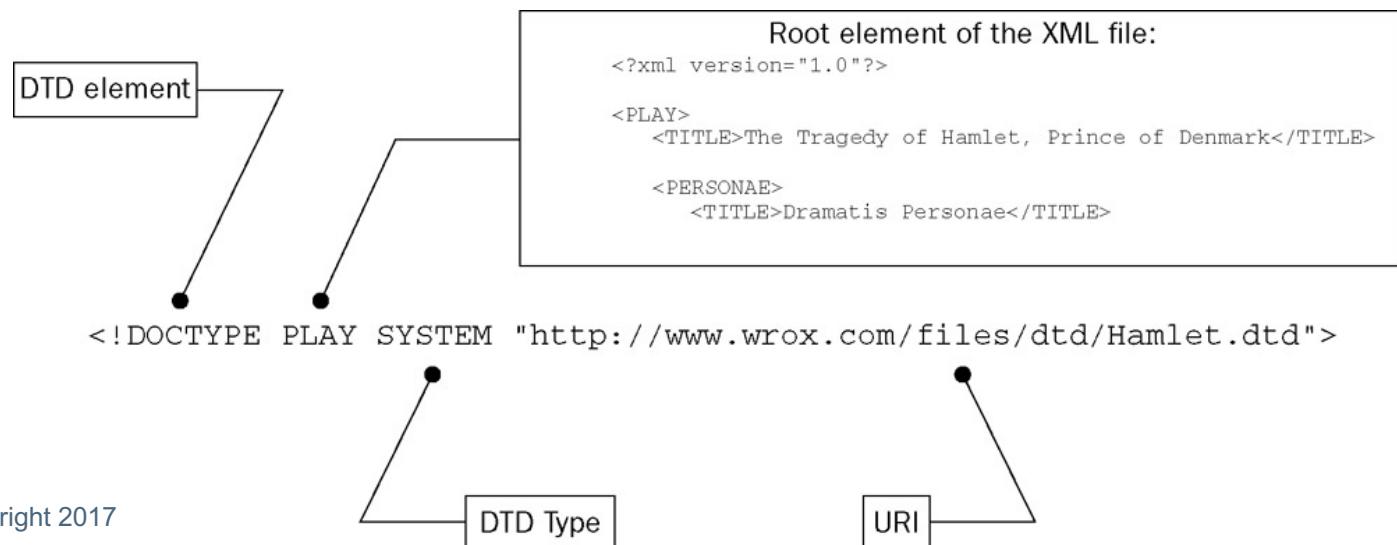 Root element of the XML file:
<?xml version="1.0"?>
DTD element
<PLAY>
<TITLE>The Tragedy of Hamlet, Prince of Denmark</TITLE>
<PERSONAE>
<TITLE>Dramatis Personae</TITLE>
<!DOCTYPE PLAY SYSTEM "http://www.wrox.com/files/dtd/Hamlet.dtd">
right 2017
DTD Type
URI